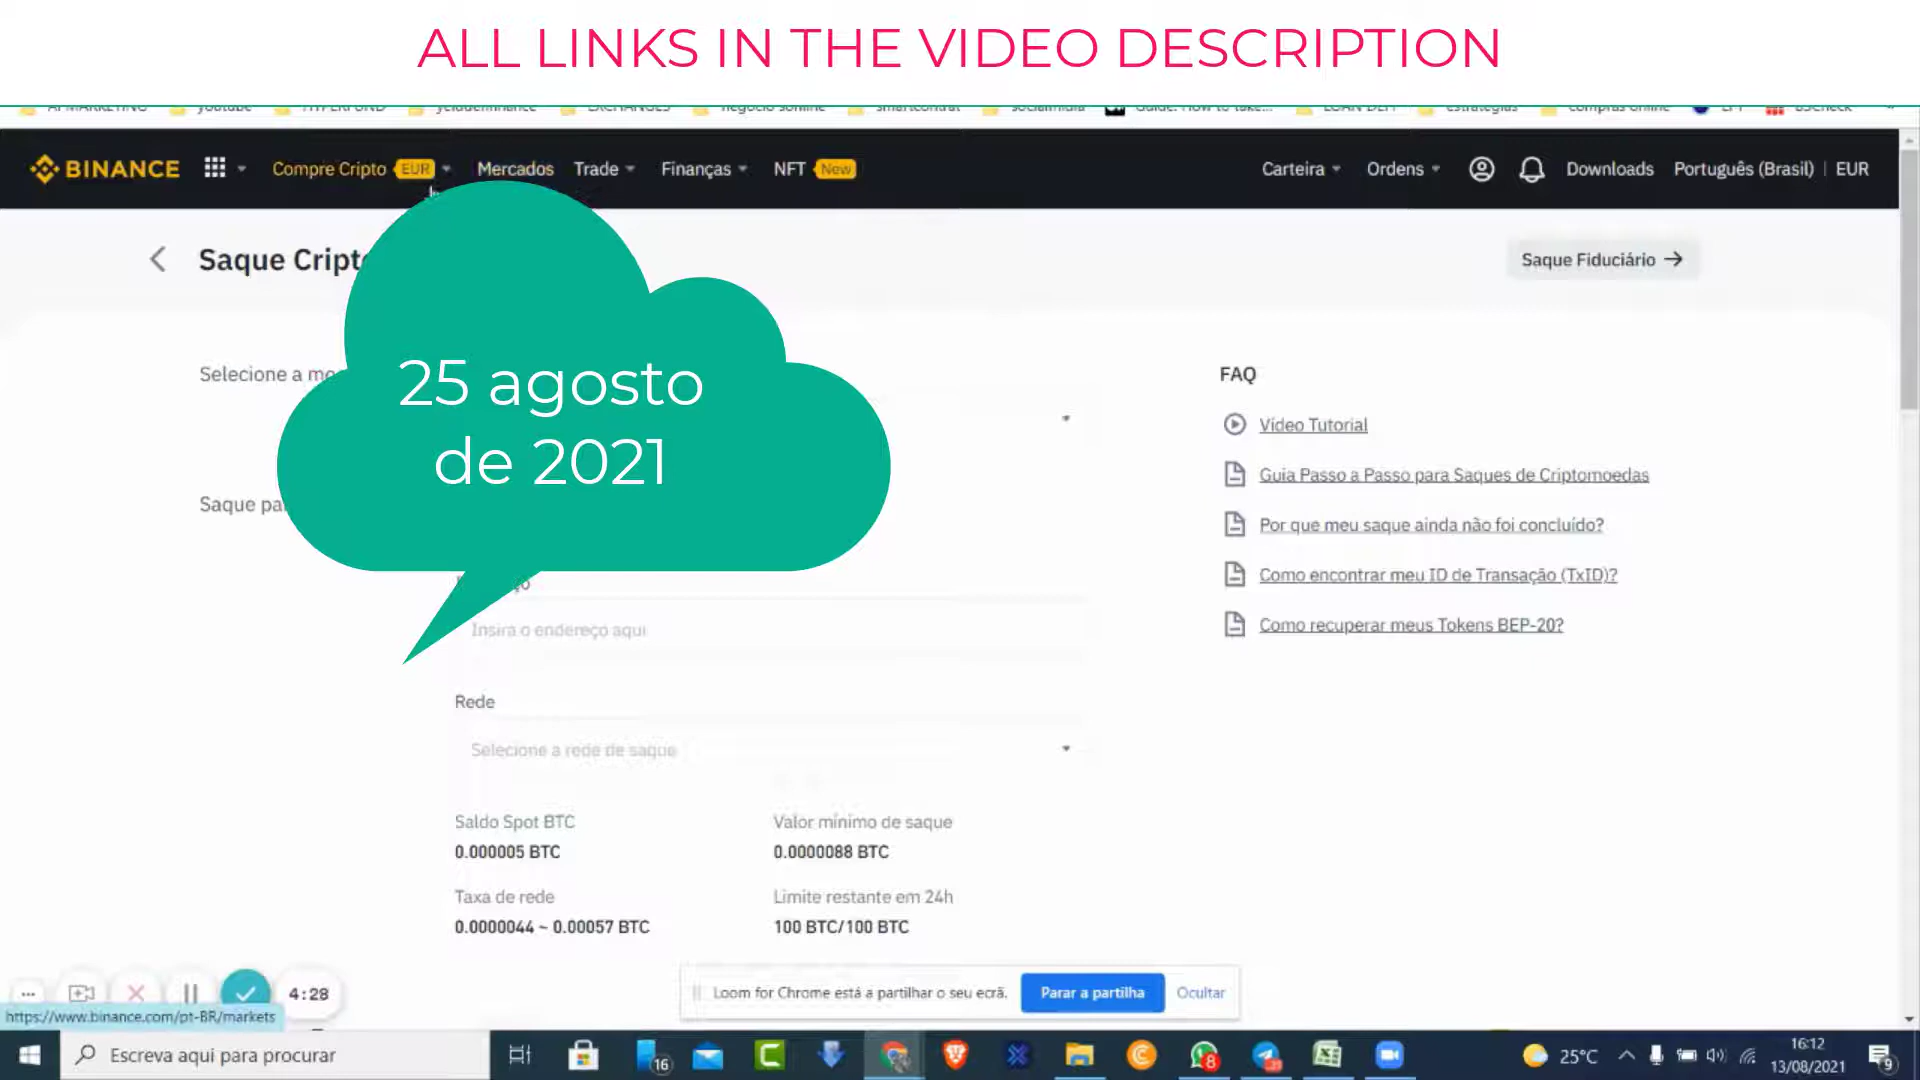 ALL LINKS IN THE VIDEO DESCRIPTION
BINANCE Compre Cripto EUR Mercados Trade Finanças NFT New Carteira Ordens Downloads Português (Brasil) | EUR
Saque Cript
Saque Fiduciário →
25 agosto
de 2021
Selecione a mo
Saque pa
Insira o endereço aqui
Rede
Selecione a rede de saque
Saldo Spot BTC
0.000005 BTC
Valor mínimo de saque
0.0000088 BTC
Taxa de rede
0.0000044 ~ 0.00057 BTC
Limite restante em 24h
100 BTC/100 BTC
FAQ
Vídeo Tutorial
Guia Passo a Passo para Saques de Criptomoedas
Por que meu saque ainda não foi concluído?
Como encontrar meu ID de Transação (TxID)?
Como recuperar meus Tokens BEP-20?
4:28
Loom for Chrome está a partilhar o seu ecrã. Parar a partilha Ocultar
https://www.binance.com/pt-BR/markets
Escreva aqui para procurar
16
8
25°C
16:12
13/08/2021
9